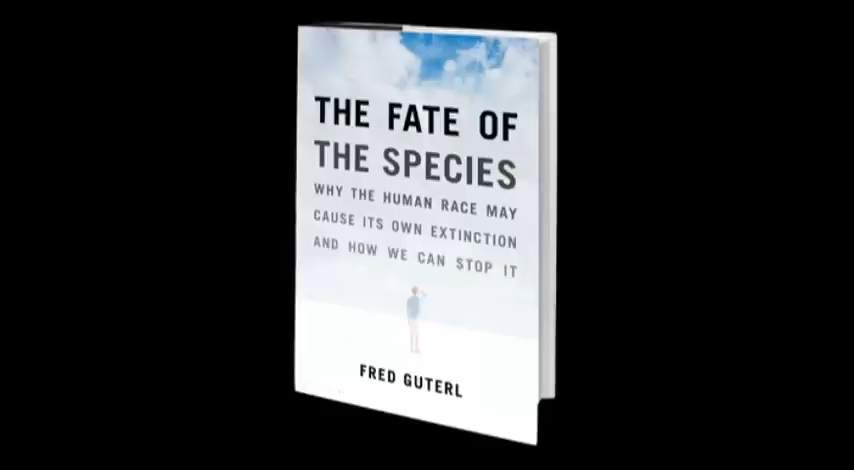 THE FATE OF
THE SPECIES
WHY THE HUMAN RACE MAY
CAUSE ITS OWN EXTINCTION
AND HOW WE CAN STOP IT
FRED GUTERL